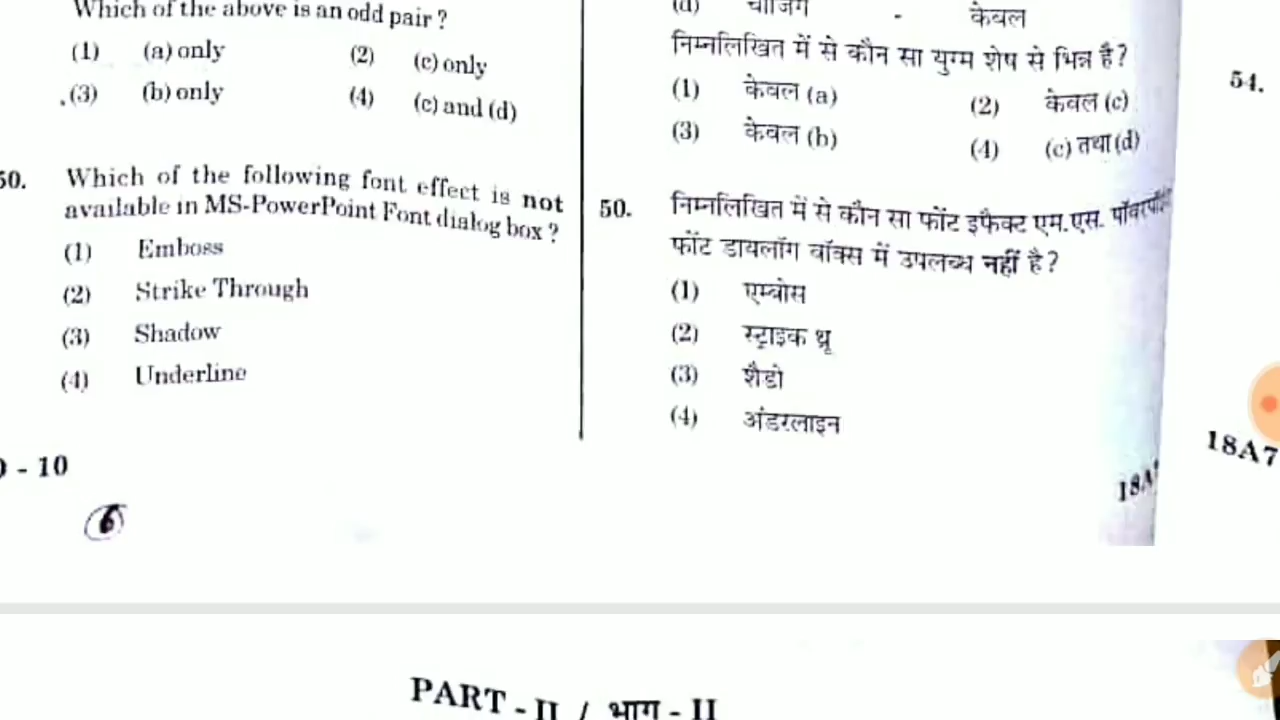 Which of the above is an odd pair ?
(1) (a) only (2) (c) only
(3) (b) only (4) (c) and (d)
50. Which of the following font effect is not
available in MS-PowerPoint Font dialog box ?
(1) Emboss
(2) Strike Through
(3) Shadow
(4) Underline
- 10
6
(d) - केवल
निम्नलिखित में से कौन सा युग्म शेष से भिन्न है?
(1) केवल (a) (2) केवल (c)
(3) केवल (b) (4) (c) तथा (d)
50. निम्नलिखित में से कौन सा फोंट इफैक्ट एम.एस.
फोंट डायलॉग बॉक्स में उपलब्ध नहीं है?
(1) एम्बोस
(2) स्ट्राइक थ्रू
(3) शैडो
(4) अंडरलाइन
18A7
54.
18A7
PART - II / भाग - II